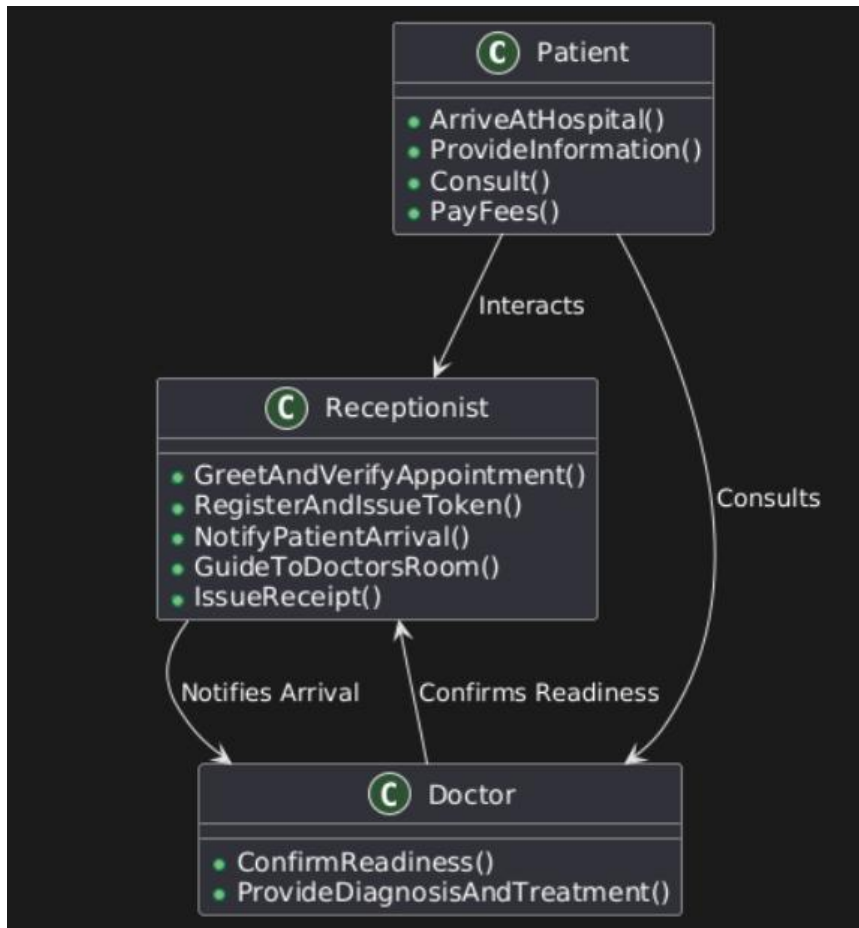 C Patient
ArriveAtHospital()
ProvideInformation()
Consult()
PayFees()
Interacts
C Receptionist
GreetAndVerifyAppointment()
RegisterAndIssueToken()
NotifyPatientArrival()
GuideToDoctorsRoom()
IssueReceipt()
Consults
Notifies Arrival
Confirms Readiness
C Doctor
ConfirmReadiness()
ProvideDiagnosisAndTreatment()